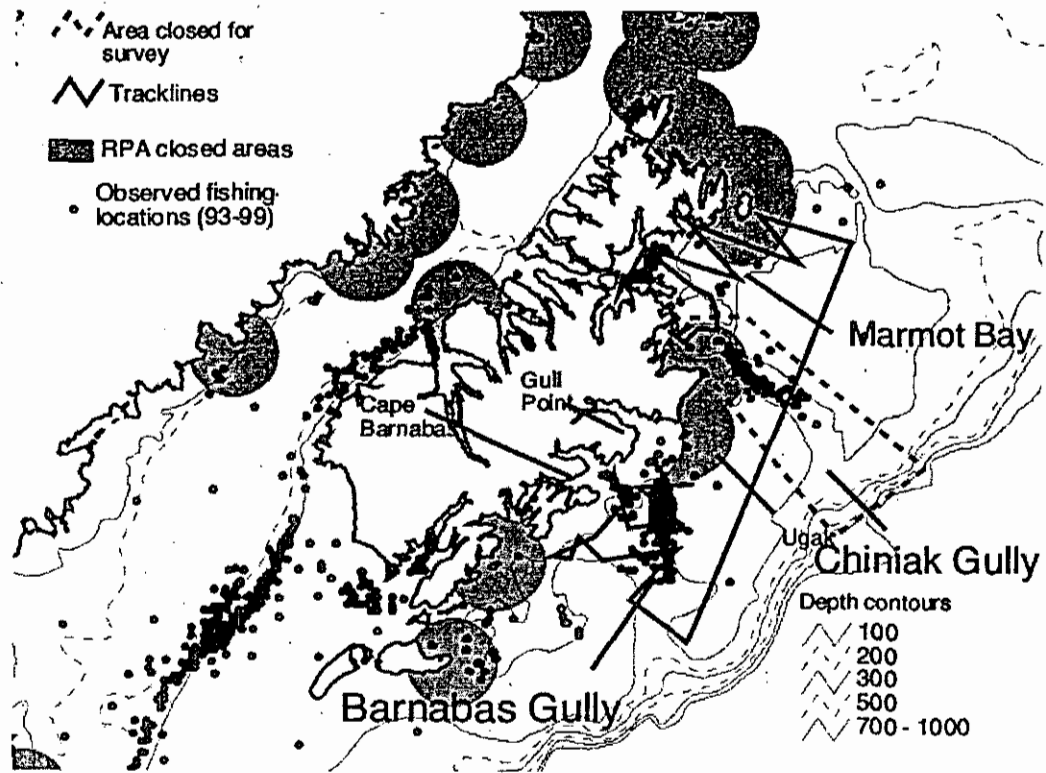 Area closed for
survey
Tracklines
RPA closed areas
Observed fishing
locations (93-99)
Marmot Bay
Gull
Point
Cape
Barnabas
Ugak
Chiniak Gully
Barnabas Gully
Depth contours
100
200
300
500
700 - 1000